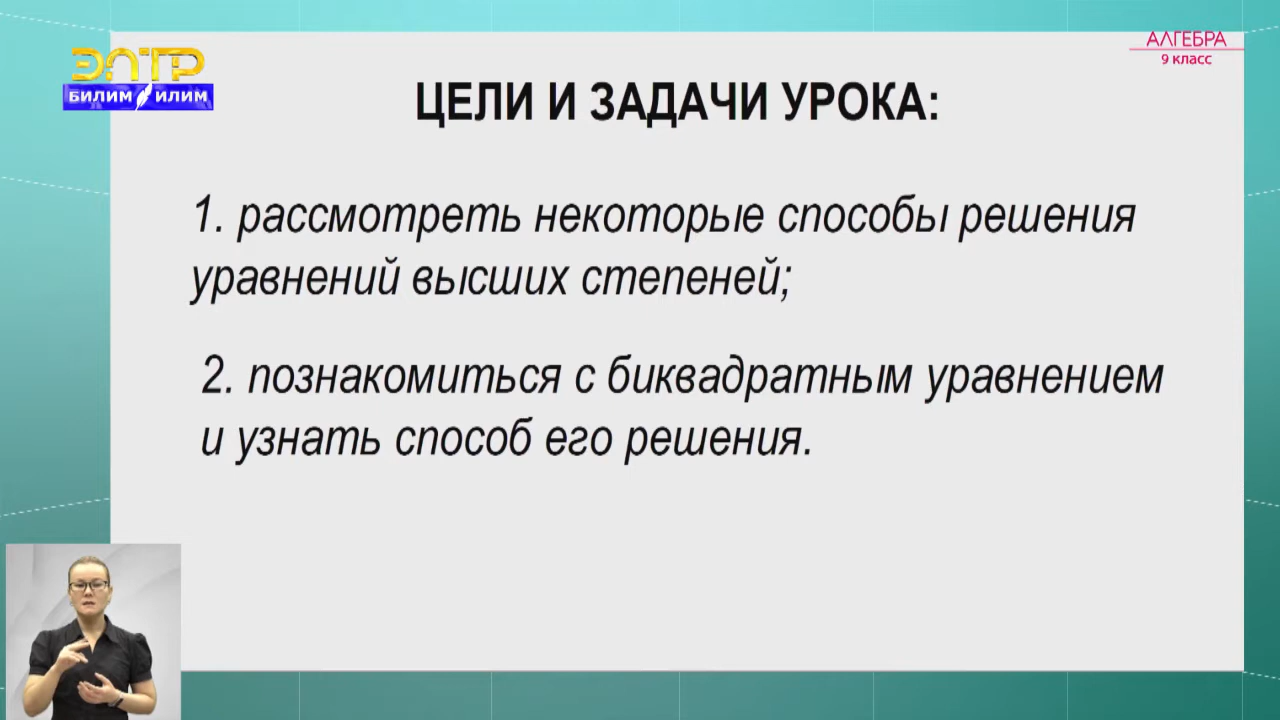 ЭЛТР
БИЛИМ ИЛИМ
АЛГЕБРА
9 класс
ЦЕЛИ И ЗАДАЧИ УРОКА:
1. рассмотреть некоторые способы решения
уравнений высших степеней;
2. познакомиться с биквадратным уравнением
и узнать способ его решения.